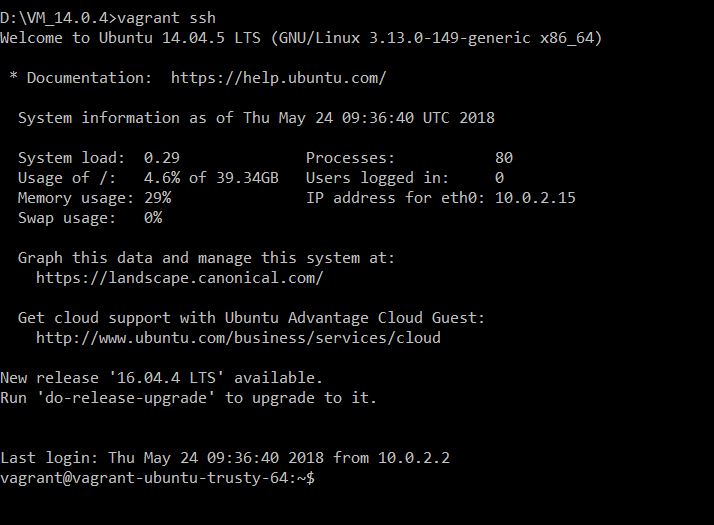 D:\VM_14.0.4>vagrant ssh
Welcome to Ubuntu 14.04.5 LTS (GNU/Linux 3.13.0-149-generic x86_64)
* Documentation:  https://help.ubuntu.com/
System information as of Thu May 24 09:36:40 UTC 2018
System load:  0.29                Processes:           80
Usage of /:   4.6% of 39.34GB   Users logged in:     0
Memory usage: 29%               IP address for eth0: 10.0.2.15
Swap usage:   0%
Graph this data and manage this system at:
https://landscape.canonical.com/
Get cloud support with Ubuntu Advantage Cloud Guest:
http://www.ubuntu.com/business/services/cloud
New release '16.04.4 LTS' available.
Run 'do-release-upgrade' to upgrade to it.
Last login: Thu May 24 09:36:40 2018 from 10.0.2.2
vagrant@vagrant-ubuntu-trusty-64:~$